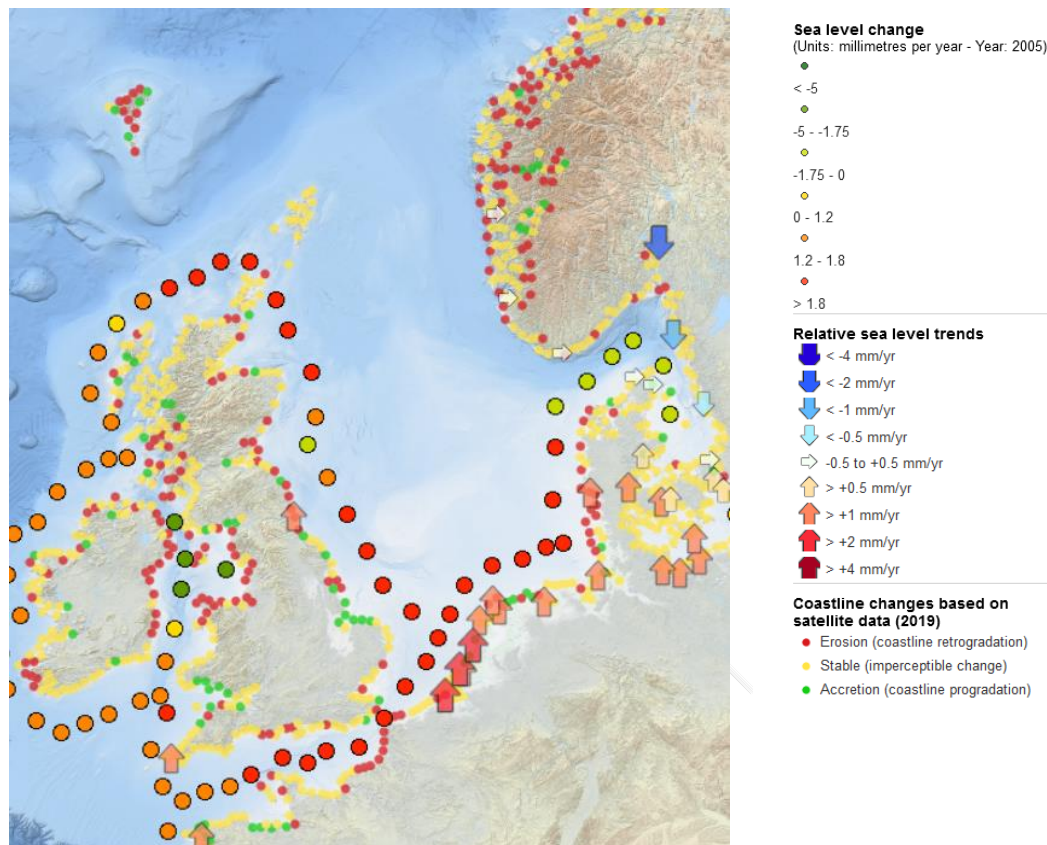 Sea level change
(Units: millimetres per year - Year: 2005)
< -5
-5 - -1.75
-1.75 - 0
0 - 1.2
1.2 - 1.8
> 1.8
Relative sea level trends
< -4 mm/yr
< -2 mm/yr
< -1 mm/yr
< -0.5 mm/yr
-0.5 to +0.5 mm/yr
> +0.5 mm/yr
> +1 mm/yr
> +2 mm/yr
> +4 mm/yr
Coastline changes based on
satellite data (2019)
Erosion (coastline retrogradation)
Stable (imperceptible change)
Accretion (coastline progradation)